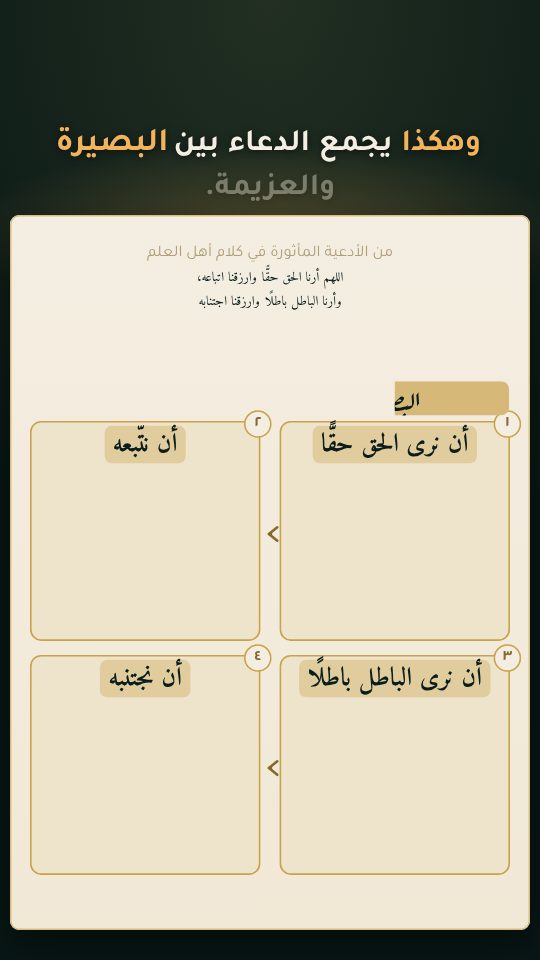 وهكذا يجمع الدعاء بين البصيرة
والعزيمة.
من الأدعية المأثورة في كلام أهل العلم
اللهم أرنا الحق حقًّا وارزقنا اتباعه،
وأرنا الباطل باطلًا وارزقنا اجتنابه
١
أن نرى الحق حقًّا
٢
أن نتّبعه
٣
أن نرى الباطل باطلًا
٤
أن نجتنبه